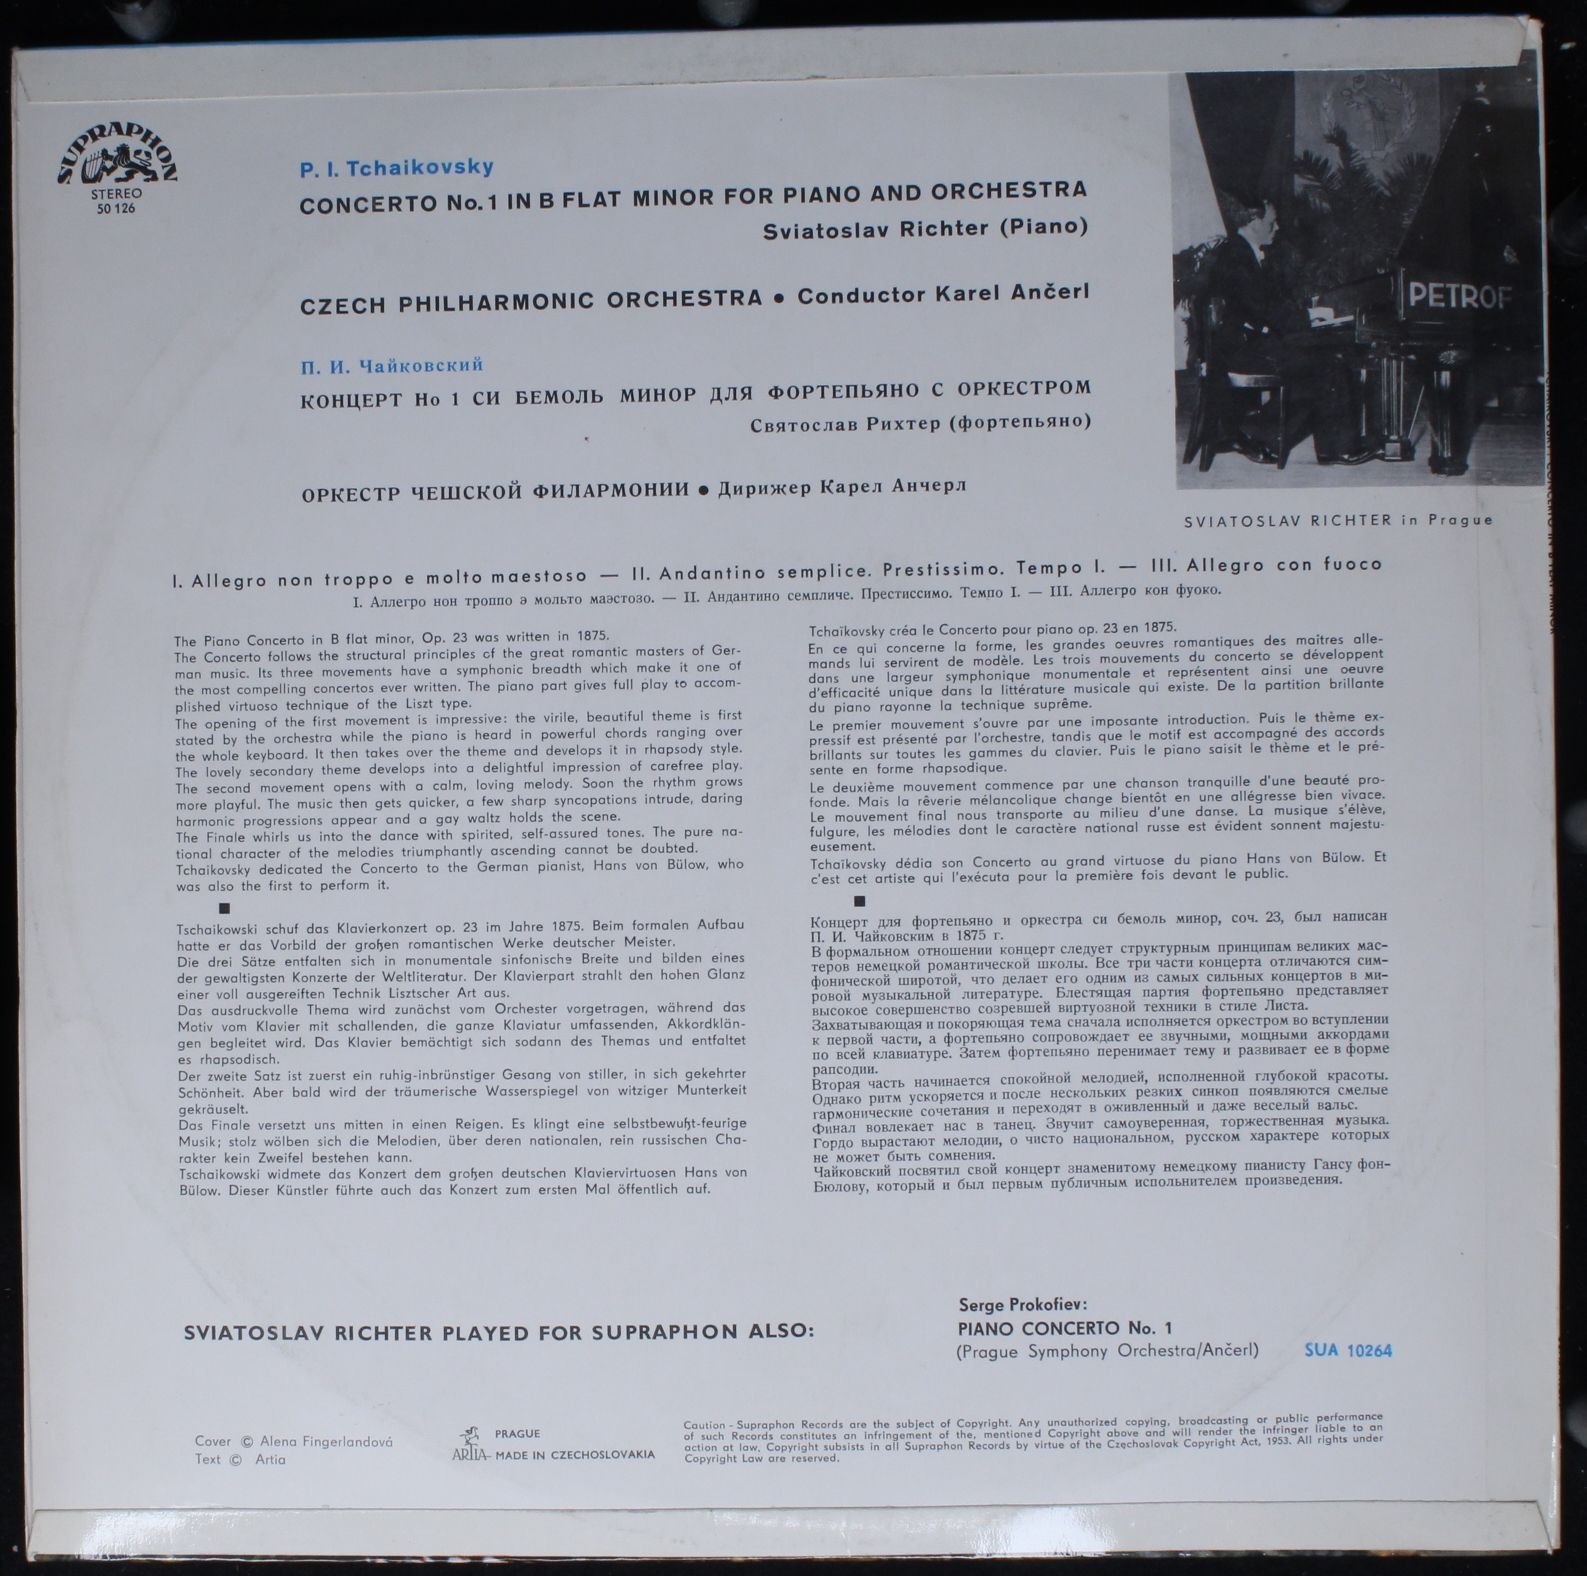 SUPRAPHON
STEREO
50 126
P. I. Tchaikovsky
CONCERTO No. 1 IN B FLAT MINOR FOR PIANO AND ORCHESTRA
Sviatoslav Richter (Piano)
CZECH PHILHARMONIC ORCHESTRA ● Conductor Karel Ančerl
П. И. Чайковский
КОНЦЕРТ Но 1 СИ БЕМОЛЬ МИНОР ДЛЯ ФОРТЕПЬЯНО С ОРКЕСТРОМ
Святослав Рихтер (фортепьяно)
ОРКЕСТР ЧЕШСКОЙ ФИЛАРМОНИИ ● Дирижер Карел Анчерл
PETROF
SVIATOSLAV RICHTER in Prague
I. Allegro non troppo e molto maestoso — II. Andantino semplice. Prestissimo. Tempo I. — III. Allegro con fuoco
I. Аллегро нон троппо э мольто маэстозо. — II. Андантино семпличе. Престиссимо. Темпо I. — III. Аллегро кон фуоко.
The Piano Concerto in B flat minor, Op. 23 was written in 1875.
The Concerto follows the structural principles of the great romantic masters of Ger-
man music. Its three movements have a symphonic breadth which make it one of
the most compelling concertos ever written. The piano part gives full play to accom-
plished virtuoso technique of the Liszt type.
The opening of the first movement is impressive: the virile, beautiful theme is first
stated by the orchestra while the piano is heard in powerful chords ranging over
the whole keyboard. It then takes over the theme and develops it in rhapsody style.
The lovely secondary theme develops into a delightful impression of carefree play.
The second movement opens with a calm, loving melody. Soon the rhythm grows
more playful. The music then gets quicker, a few sharp syncopations intrude, daring
harmonic progressions appear and a gay waltz holds the scene.
The Finale whirls us into the dance with spirited, self-assured tones. The pure na-
tional character of the melodies triumphantly ascending cannot be doubted.
Tchaikovsky dedicated the Concerto to the German pianist, Hans von Bülow, who
was also the first to perform it.
■
Tschaikowski schuf das Klavierkonzert op. 23 im Jahre 1875. Beim formalen Aufbau
hatte er das Vorbild der großen romantischen Werke deutscher Meister.
Die drei Sätze entfalten sich in monumentale sinfonische Breite und bilden eines
der gewaltigsten Konzerte der Weltliteratur. Der Klavierpart strahlt den hohen Glanz
einer voll ausgereiften Technik Lisztscher Art aus.
Das ausdruckvolle Thema wird zunächst vom Orchester vorgetragen, während das
Motiv vom Klavier mit schallenden, die ganze Klaviatur umfassenden, Akkordklän-
gen begleitet wird. Das Klavier bemächtigt sich sodann des Themas und entfaltet
es rhapsodisch.
Der zweite Satz ist zuerst ein ruhig-inbrünstiger Gesang von stiller, in sich gekehrter
Schönheit. Aber bald wird der träumerische Wasserspiegel von witziger Munterkeit
gekräuselt.
Das Finale versetzt uns mitten in einen Reigen. Es klingt eine selbstbewußt-feurige
Musik; stolz wölben sich die Melodien, über deren nationalen, rein russischen Cha-
rakter kein Zweifel bestehen kann.
Tschaikowski widmete das Konzert dem großen deutschen Klaviervirtuosen Hans von
Bülow. Dieser Künstler führte auch das Konzert zum ersten Mal öffentlich auf.
Tchaïkovsky créa le Concerto pour piano op. 23 en 1875.
En ce qui concerne la forme, les grandes oeuvres romantiques des maîtres alle-
mands lui servirent de modèle. Les trois mouvements du concerto se développent
dans une largeur symphonique monumentale et représentent ainsi une oeuvre
d'efficacité unique dans la littérature musicale qui existe. De la partition brillante
du piano rayonne la technique suprême.
Le premier mouvement s'ouvre par une imposante introduction. Puis le thème ex-
pressif est présenté par l'orchestre, tandis que le motif est accompagné des accords
brillants sur toutes les gammes du clavier. Puis le piano saisit le thème et le pré-
sente en forme rhapsodique.
Le deuxième mouvement commence par une chanson tranquille d'une beauté pro-
fonde. Mais la rêverie mélancolique change bientôt en une allégresse bien vivace.
Le mouvement final nous transporte au milieu d'une danse. La musique s'élève,
fulgure, les mélodies dont le caractère national russe est évident sonnent majestu-
eusement.
Tchaïkovsky dédia son Concerto au grand virtuose du piano Hans von Bülow. Et
c'est cet artiste qui l'exécuta pour la première fois devant le public.
■
Концерт для фортепьяно и оркестра си бемоль минор, соч. 23, был написан
П. И. Чайковским в 1875 г.
В формальном отношении концерт следует структурным принципам великих мас-
теров немецкой романтической школы. Все три части концерта отличаются сим-
фонической широтой, что делает его одним из самых сильных концертов в ми-
ровой музыкальной литературе. Блестящая партия фортепьяно представляет
высокое совершенство созревшей виртуозной техники в стиле Листа.
Захватывающая и покоряющая тема сначала исполняется оркестром во вступлении
к первой части, а фортепьяно сопровождает ее звучными, мощными аккордами
по всей клавиатуре. Затем фортепьяно перенимает тему и развивает ее в форме
рапсодии.
Вторая часть начинается спокойной мелодией, исполненной глубокой красоты.
Однако ритм ускоряется и после нескольких резких синкоп появляются смелые
гармонические сочетания и переходят в оживленный и даже веселый вальс.
Финал вовлекает нас в танец. Звучит самоуверенная, торжественная музыка.
Гордо вырастают мелодии, о чисто национальном, русском характере которых
не может быть сомнения.
Чайковский посвятил свой концерт знаменитому немецкому пианисту Гансу фон-
Бюлову, который и был первым публичным исполнителем произведения.
SVIATOSLAV RICHTER PLAYED FOR SUPRAPHON ALSO:
Serge Prokofiev:
PIANO CONCERTO No. 1
(Prague Symphony Orchestra/Ančerl) SUA 10264
Cover © Alena Fingerlandová
Text © Artia
PRAGUE
ARTIA MADE IN CZECHOSLOVAKIA
Caution - Supraphon Records are the subject of Copyright. Any unauthorized copying, broadcasting or public performance
of such Records constitutes an infringement of the, mentioned Copyright above and will render the infringer liable to an
action at law. Copyright subsists in all Supraphon Records by virtue of the Czechoslovak Copyright Act, 1953. All rights under
Copyright Law are reserved.